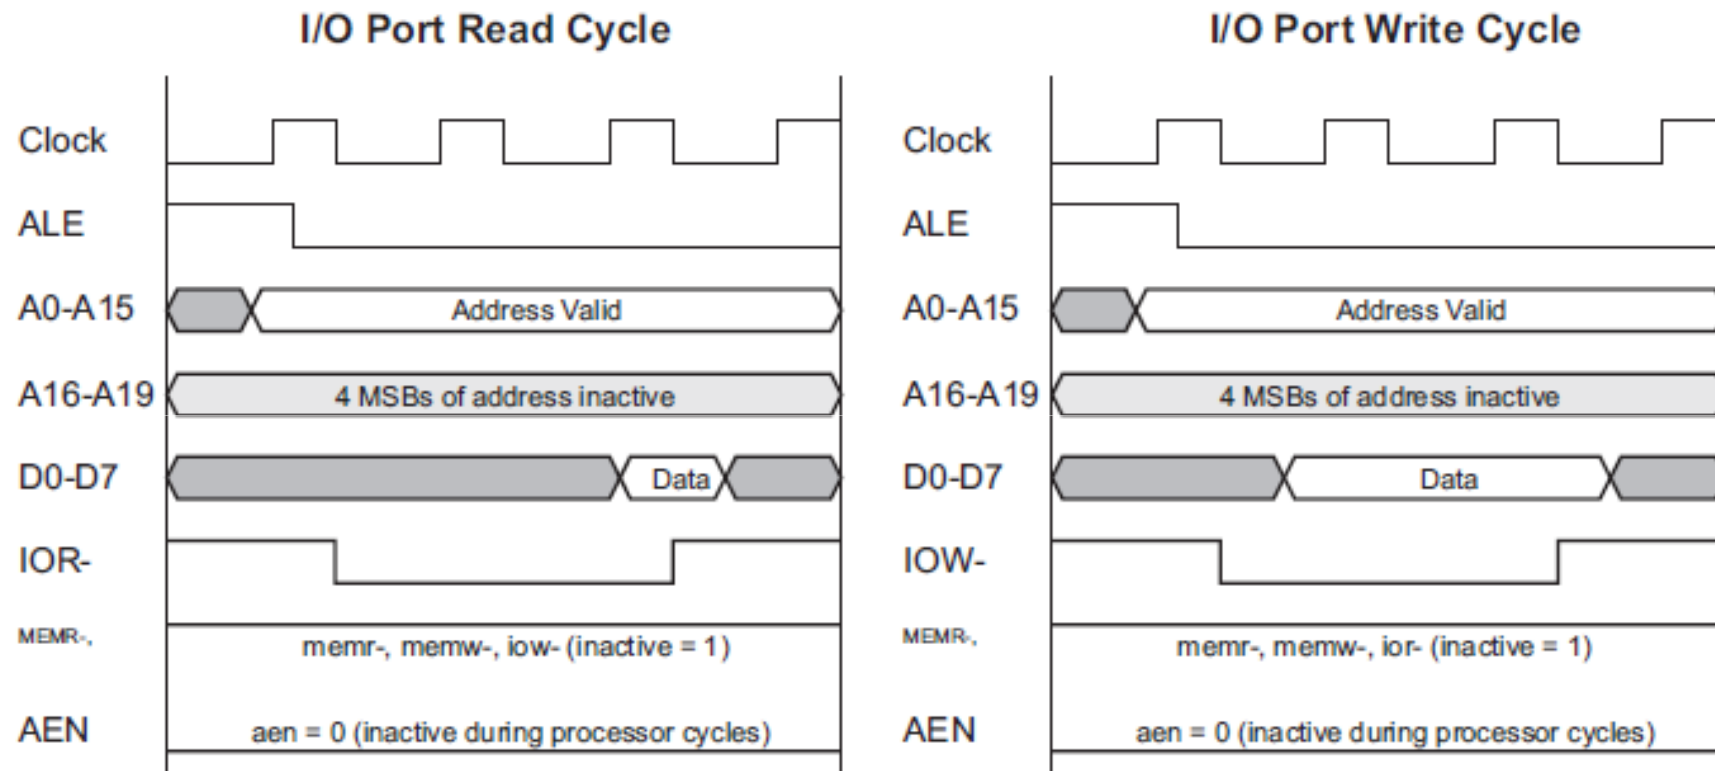 I/O Port Read Cycle
Clock
ALE
A0-A15
Address Valid
A16-A19
4 MSBs of address inactive
D0-D7
Data
IOR-
MEMR-,
memr-, memw-, iow- (inactive = 1)
AEN
aen = 0 (inactive during processor cycles)
I/O Port Write Cycle
Clock
ALE
A0-A15
Address Valid
A16-A19
4 MSBs of address inactive
D0-D7
Data
IOW-
MEMR-,
memr-, memw-, ior- (inactive = 1)
AEN
aen = 0 (inactive during processor cycles)